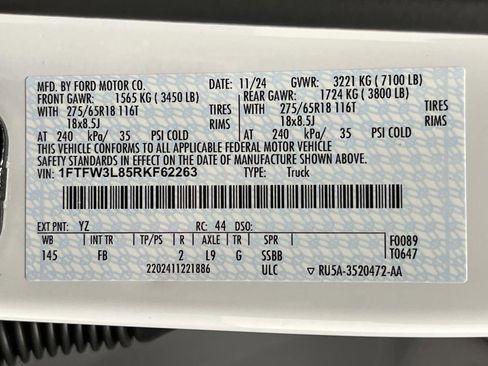 MFD. BY FORD MOTOR CO. DATE: 11/24 GVWR: 3221 KG ( 7100 LB)
FRONT GAWR: 1565 KG ( 3450 LB) REAR GAWR: 1724 KG ( 3800 LB)
WITH 275/65R18 116T TIRES WITH 275/65R18 116T TIRES
18x8.5J RIMS 18x8.5J RIMS
AT 240 kPa/ 35 PSI COLD AT 240 kPa/ 35 PSI COLD
THIS VEHICLE CONFORMS TO ALL APPLICABLE FEDERAL MOTOR VEHICLE
SAFETY STANDARDS IN EFFECT ON THE DATE OF MANUFACTURE SHOWN ABOVE.
VIN: 1FTFW3L85RKF62263 TYPE: Truck
EXT PNT: YZ RC: 44 DSO:
WB INT TR TP/PS R AXLE TR SPR F0089
145 FB 2 L9 G SSBB T0647
2202411221886 ULC ▽ RU5A-3520472-AA